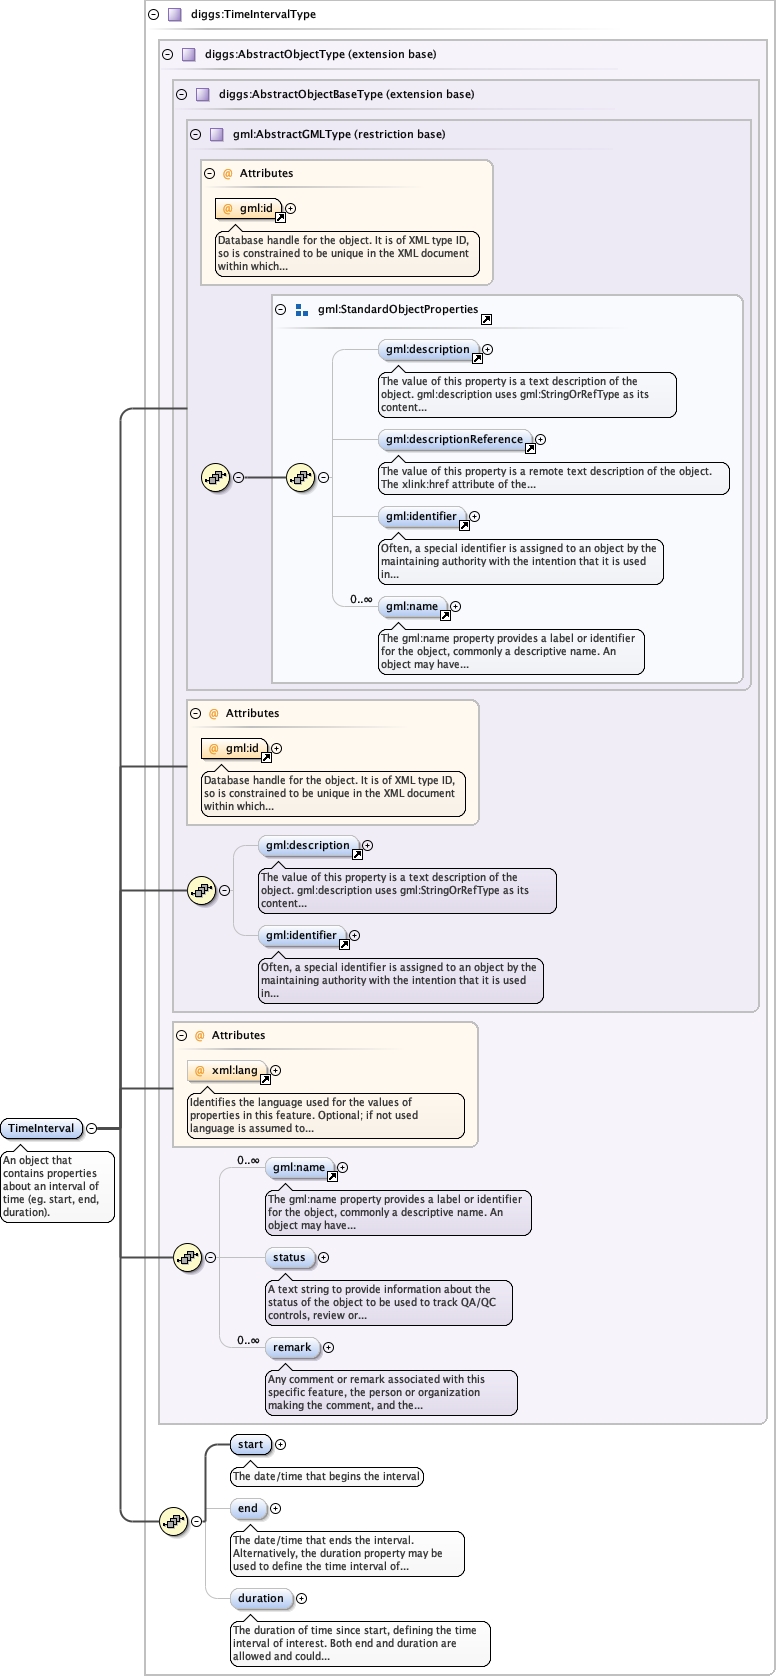 diggs:TimeIntervalType
diggs:AbstractObjectType (extension base)
diggs:AbstractObjectBaseType (extension base)
gml:AbstractGMLType (restriction base)
@ Attributes
@ gml:id
Database handle for the object. It is of XML type ID,
so is constrained to be unique in the XML document
within which...
gml:StandardObjectProperties
gml:description
The value of this property is a text description of the
object. gml:description uses gml:StringOrRefType as its
content...
gml:descriptionReference
The value of this property is a remote text description of the object.
The xlink:href attribute of the...
gml:identifier
Often, a special identifier is assigned to an object by the
maintaining authority with the intention that it is used
in...
0..∞
gml:name
The gml:name property provides a label or identifier
for the object, commonly a descriptive name. An
object may have...
@ Attributes
@ gml:id
Database handle for the object. It is of XML type ID,
so is constrained to be unique in the XML document
within which...
gml:description
The value of this property is a text description of the
object. gml:description uses gml:StringOrRefType as its
content...
gml:identifier
Often, a special identifier is assigned to an object by the
maintaining authority with the intention that it is used
in...
@ Attributes
@ xml:lang
Identifies the language used for the values of
properties in this feature. Optional; if not used
language is assumed to...
TimeInterval
An object that
contains properties
about an interval of
time (eg. start, end,
duration).
0..∞
gml:name
The gml:name property provides a label or identifier
for the object, commonly a descriptive name. An
object may have...
status
A text string to provide information about the
status of the object to be used to track QA/QC
controls, review or...
0..∞
remark
Any comment or remark associated with this
specific feature, the person or organization
making the comment, and the...
start
The date/time that begins the interval
end
The date/time that ends the interval.
Alternatively, the duration property may be
used to define the time interval of...
duration
The duration of time since start, defining the time
interval of interest. Both end and duration are
allowed and could...